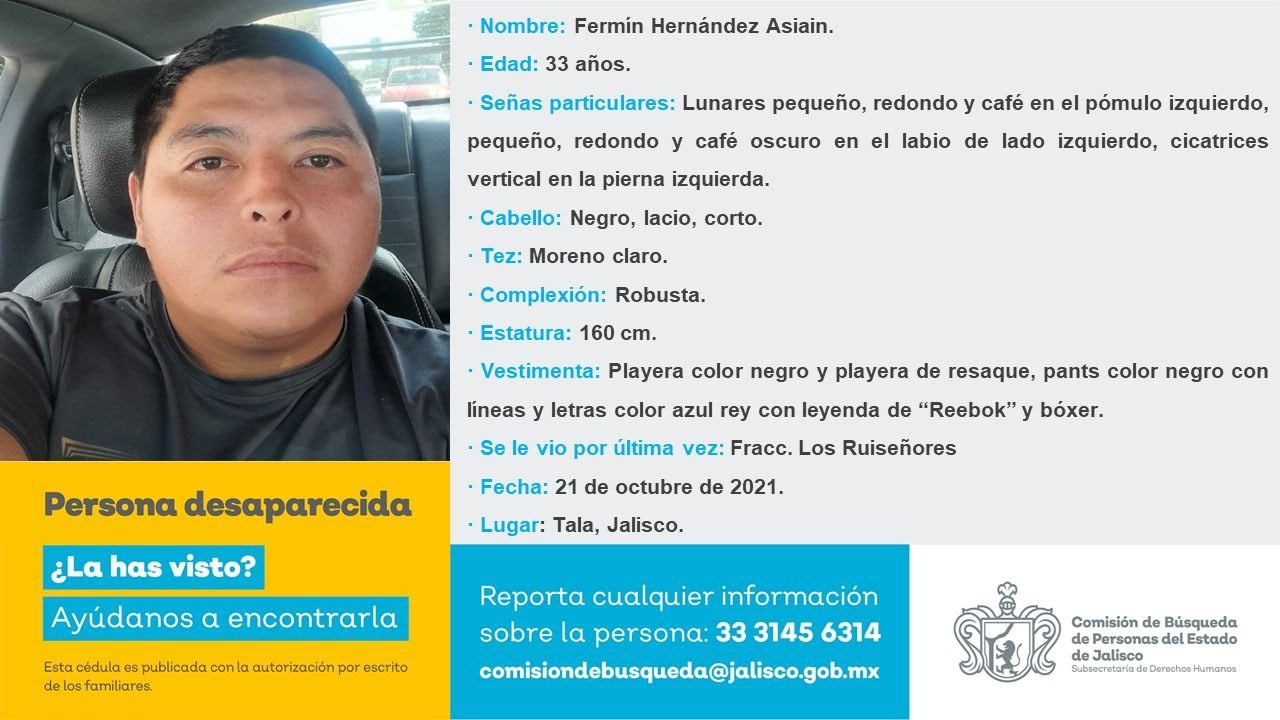 · Nombre: Fermín Hernández Asiain.
· Edad: 33 años.
· Señas particulares: Lunares pequeño, redondo y café en el pómulo izquierdo,
pequeño, redondo y café oscuro en el labio de lado izquierdo, cicatrices
vertical en la pierna izquierda.
· Cabello: Negro, lacio, corto.
· Tez: Moreno claro.
· Complexión: Robusta.
· Estatura: 160 cm.
· Vestimenta: Playera color negro y playera de resaque, pants color negro con
líneas y letras color azul rey con leyenda de “Reebok” y bóxer.
· Se le vio por última vez: Fracc. Los Ruiseñores
· Fecha: 21 de octubre de 2021.
· Lugar: Tala, Jalisco.
Persona desaparecida
¿La has visto?
Ayúdanos a encontrarla
Esta cédula es publicada con la autorización por escrito
de los familiares.
Reporta cualquier información
sobre la persona: 33 3145 6314
comisiondebusqueda@jalisco.gob.mx
Comisión de Búsqueda
de Personas del Estado
de Jalisco
Subsecretaría de Derechos Humanos